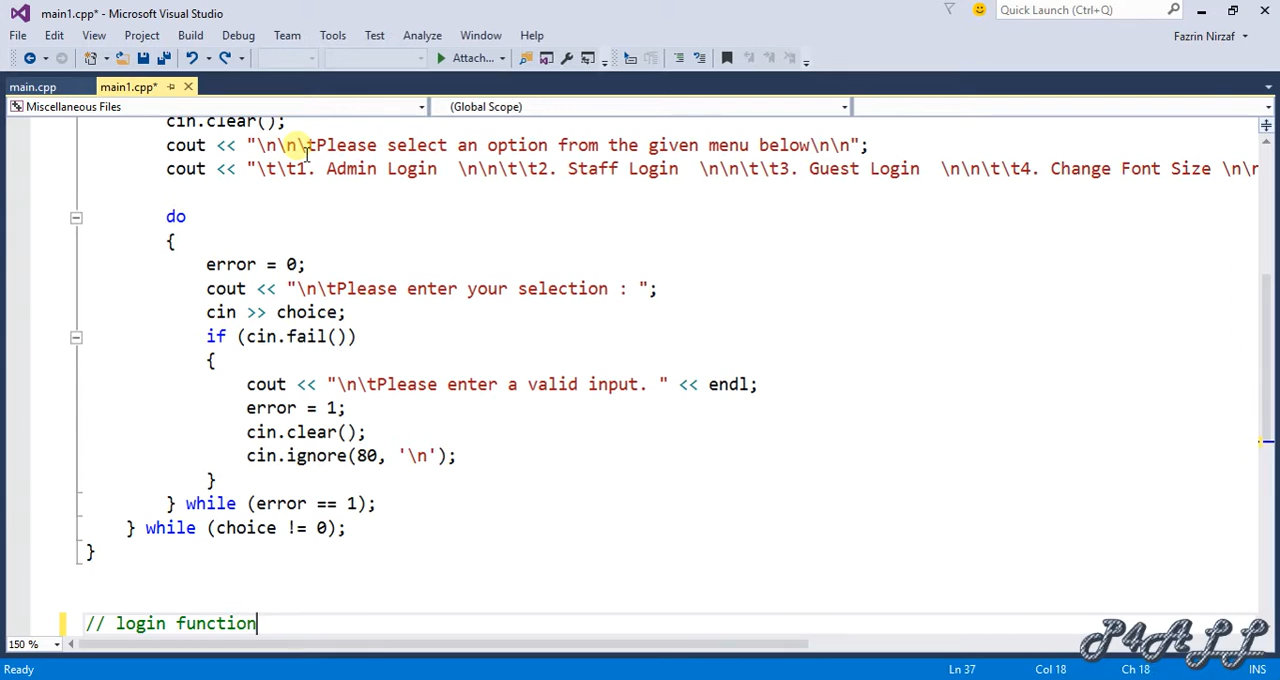 main1.cpp* - Microsoft Visual Studio
Quick Launch (Ctrl+Q)
File Edit View Project Build Debug Team Tools Test Analyze Window Help
Fazrin Nirzaf
Attach...
main.cpp main1.cpp*
Miscellaneous Files (Global Scope)
cin.clear();
cout << "\n\n\tPlease select an option from the given menu below\n\n";
cout << "\t\t1. Admin Login  \n\n\t\t2. Staff Login  \n\n\t\t3. Guest Login  \n\n\t\t4. Change Font Size \n\n
do
{
error = 0;
cout << "\n\tPlease enter your selection : ";
cin >> choice;
if (cin.fail())
{
cout << "\n\tPlease enter a valid input. " << endl;
error = 1;
cin.clear();
cin.ignore(80, '\n');
}
} while (error == 1);
} while (choice != 0);
}
// login function
150 %
P4ALL
Ready Ln 37 Col 18 Ch 18 INS